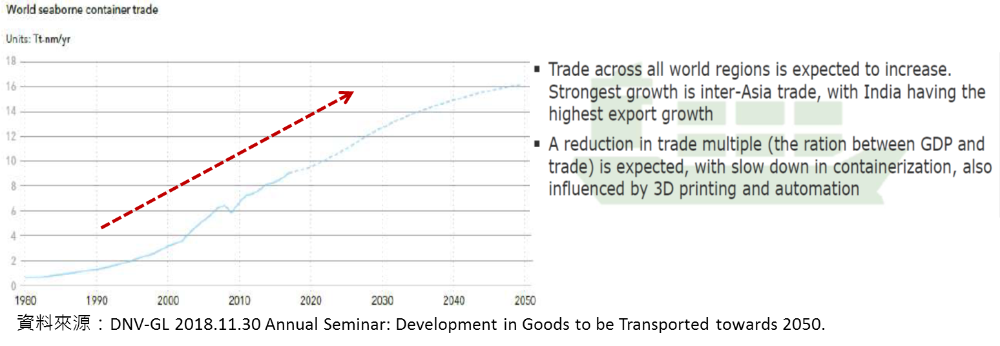 World seaborne container trade
Units: Tt-nm/yr
18
16
14
12
10
8
6
4
2
0
1980 1990 2000 2010 2020 2030 2040 2050
▪ Trade across all world regions is expected to increase.
Strongest growth is inter-Asia trade, with India having the
highest export growth
▪ A reduction in trade multiple (the ration between GDP and
trade) is expected, with slow down in containerization, also
influenced by 3D printing and automation
資料來源：DNV-GL 2018.11.30 Annual Seminar: Development in Goods to be Transported towards 2050.